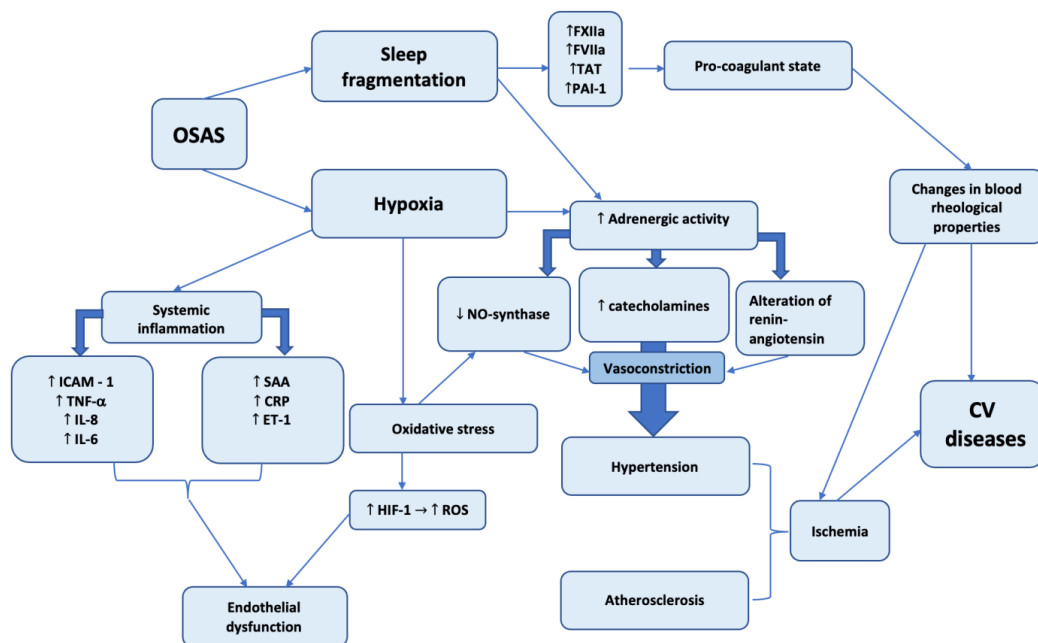 Sleep
fragmentation
↑FXIIa
↑FVIIa
↑TAT
↑PAI-1
Pro-coagulant state
OSAS
Hypoxia
↑ Adrenergic activity
Changes in blood
rheological
properties
Systemic
inflammation
↓ NO-synthase
↑ catecholamines
Alteration of
renin-
angiotensin
Vasoconstriction
↑ ICAM - 1
↑ TNF-α
↑ IL-8
↑ IL-6
↑ SAA
↑ CRP
↑ ET-1
Oxidative stress
CV
diseases
Hypertension
↑ HIF-1 → ↑ ROS
Ischemia
Endothelial
dysfunction
Atherosclerosis